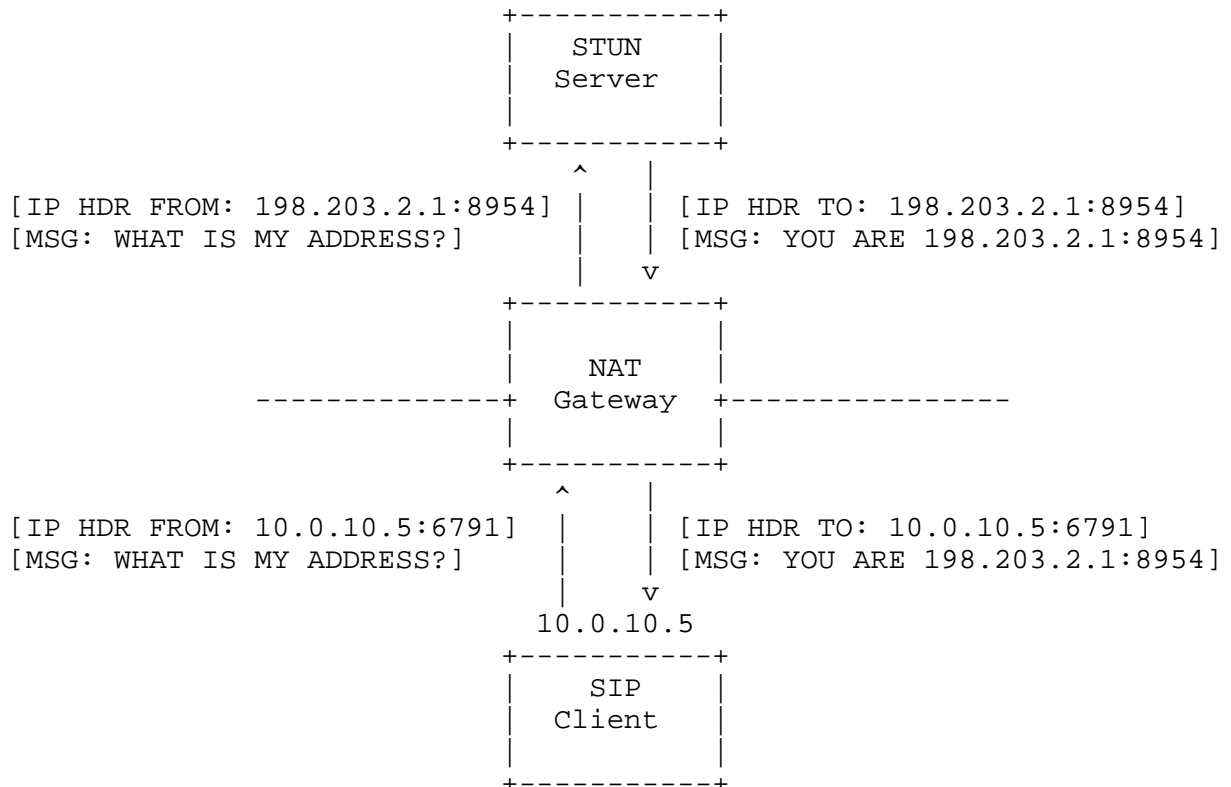 STUN
Server
[IP HDR FROM: 198.203.2.1:8954] [IP HDR TO: 198.203.2.1:8954]
[MSG: WHAT IS MY ADDRESS?] [MSG: YOU ARE 198.203.2.1:8954]
NAT
Gateway
[IP HDR FROM: 10.0.10.5:6791] [IP HDR TO: 10.0.10.5:6791]
[MSG: WHAT IS MY ADDRESS?] [MSG: YOU ARE 198.203.2.1:8954]
10.0.10.5
SIP
Client